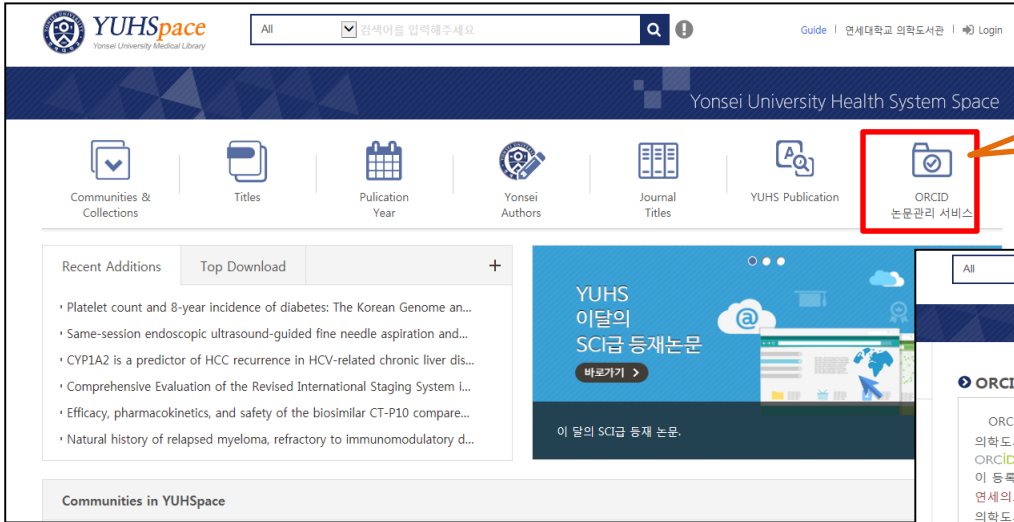 YUHSpace
Yonsei University Medical Library
All
검색어를 입력해주세요
Guide | 연세대학교 의학도서관 | Login
Yonsei University Health System Space
Communities &
Collections
Titles
Pulication
Year
Yonsei
Authors
Journal
Titles
YUHS Publication
ORCID
논문관리 서비스
Recent Additions
Top Download
+
Platelet count and 8-year incidence of diabetes: The Korean Genome an...
Same-session endoscopic ultrasound-guided fine needle aspiration and...
CYP1A2 is a predictor of HCC recurrence in HCV-related chronic liver dis...
Comprehensive Evaluation of the Revised International Staging System i...
Efficacy, pharmacokinetics, and safety of the biosimilar CT-P10 compare...
Natural history of relapsed myeloma, refractory to immunomodulatory d...
YUHS
이달의
SCI급 등재논문
바로가기 >
이 달의 SCI급 등재 논문.
Communities in YUHSpace
All
ORCI
ORC
의학도
ORCID
이 등록
연세의
의학도